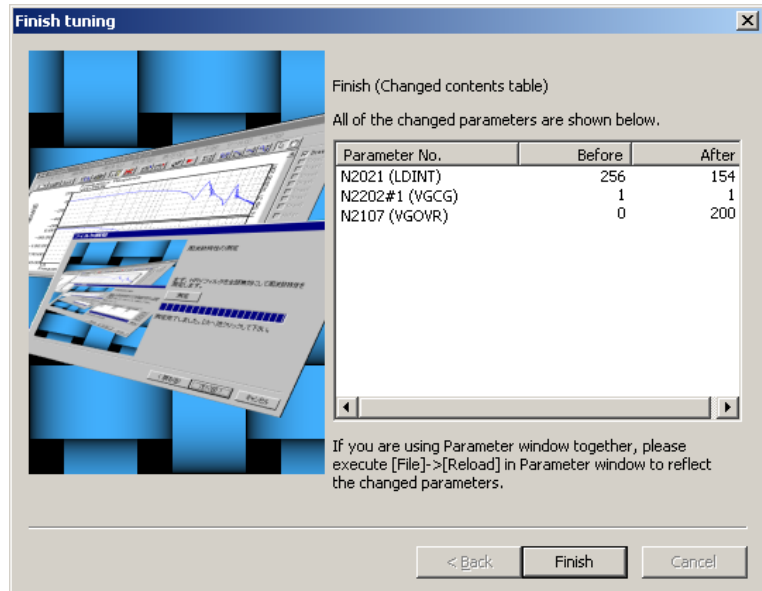 Finish tuning
Finish (Changed contents table)
All of the changed parameters are shown below.
Parameter No. Before After
N2021 (LDINT) 256 154
N2202#1 (VGCG) 1 1
N2107 (VGOVR) 0 200
If you are using Parameter window together, please
execute [File]->[Reload] in Parameter window to reflect
the changed parameters.
< Back Finish Cancel